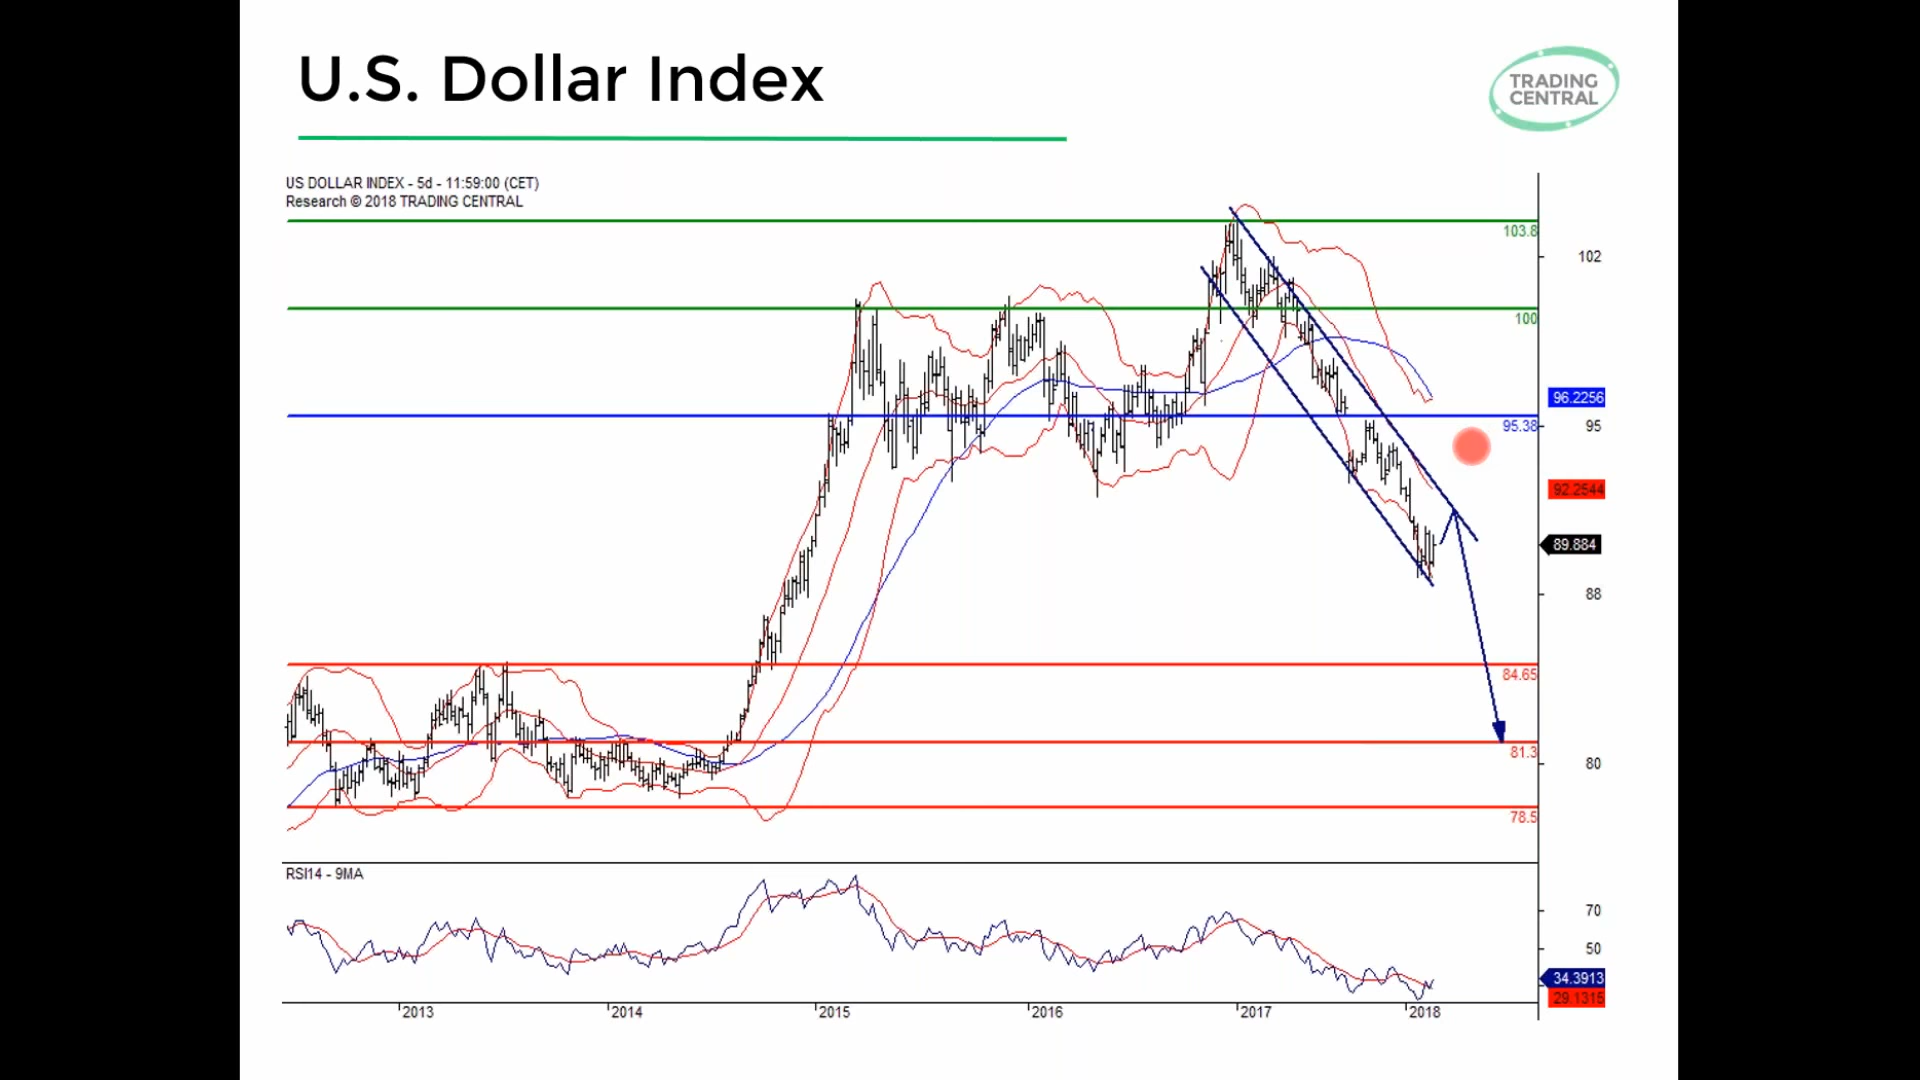 U.S. Dollar Index
TRADING
CENTRAL
US DOLLAR INDEX - 5d - 11:59:00 (CET)
Research © 2018 TRADING CENTRAL
103.8
102
100
96.2256
95.38
95
92.2544
89.884
88
84.65
81.3
80
78.5
RSI14 - 9MA
70
50
34.3913
29.1315
2013 2014 2015 2016 2017 2018